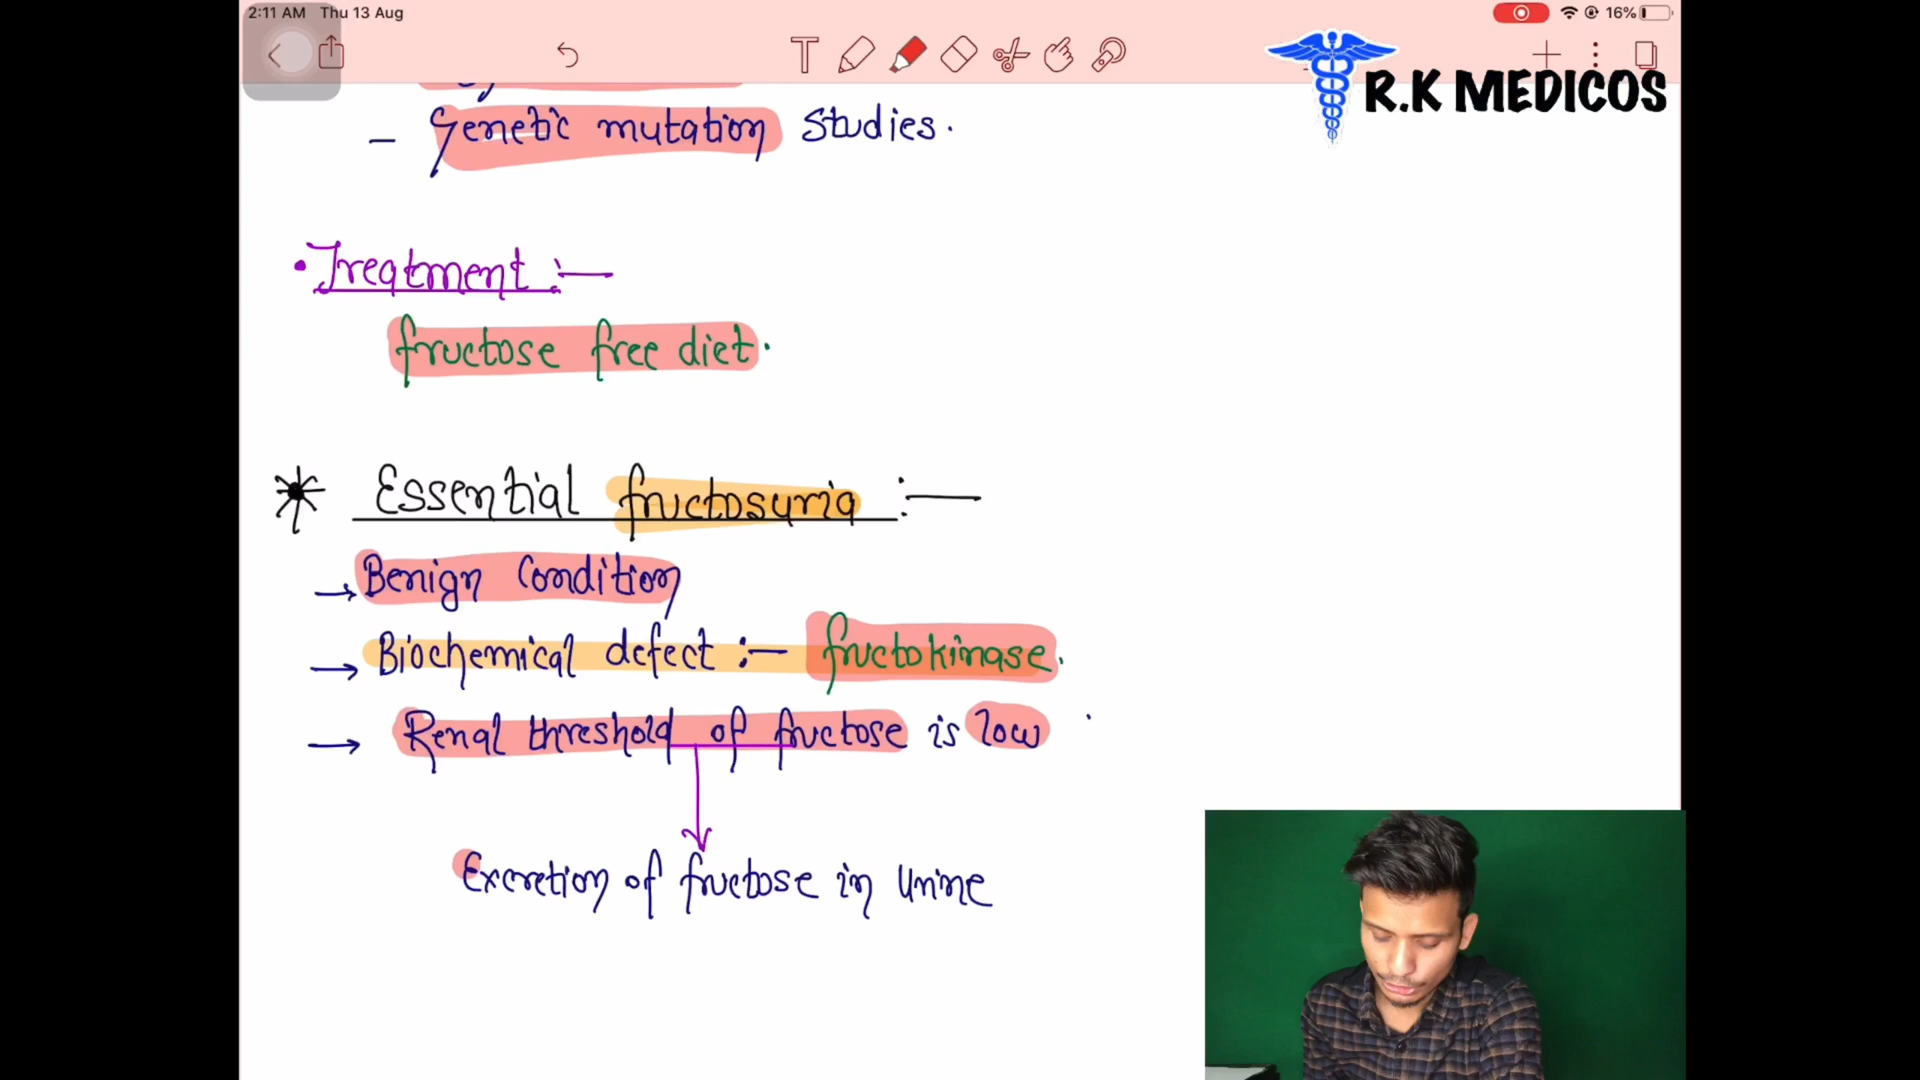 2:11 AM Thu 13 Aug
16%
T
R.K MEDICOS
- Genetic mutation Studies.
• Treatment :-
fructose free diet.
* Essential fructosuria :-
→ Benign Condition
→ Biochemical defect :- fructokinase.
→ Renal threshold of fructose is low
Excretion of fructose in urine